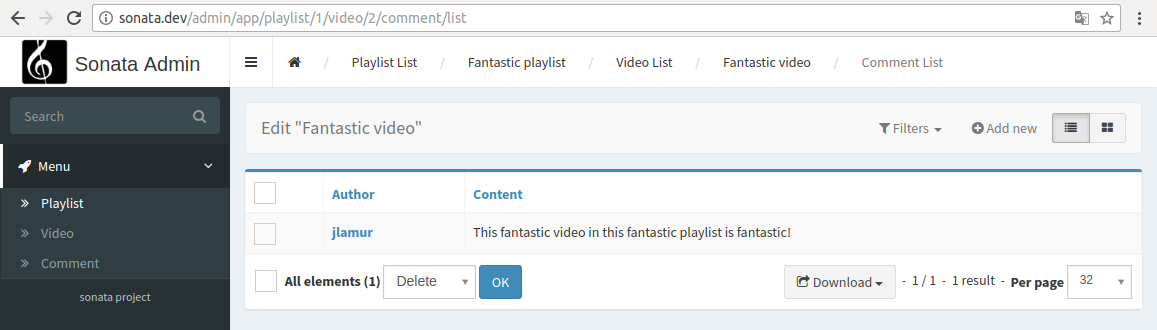 sonata.dev/admin/app/playlist/1/video/2/comment/list
Sonata Admin
Playlist List / Fantastic playlist / Video List / Fantastic video / Comment List
Search
Edit "Fantastic video"
Filters
Add new
Menu
Playlist
Video
Comment
sonata project
Author Content
jlamur This fantastic video in this fantastic playlist is fantastic!
All elements (1) Delete OK Download - 1 / 1 - 1 result - Per page 32